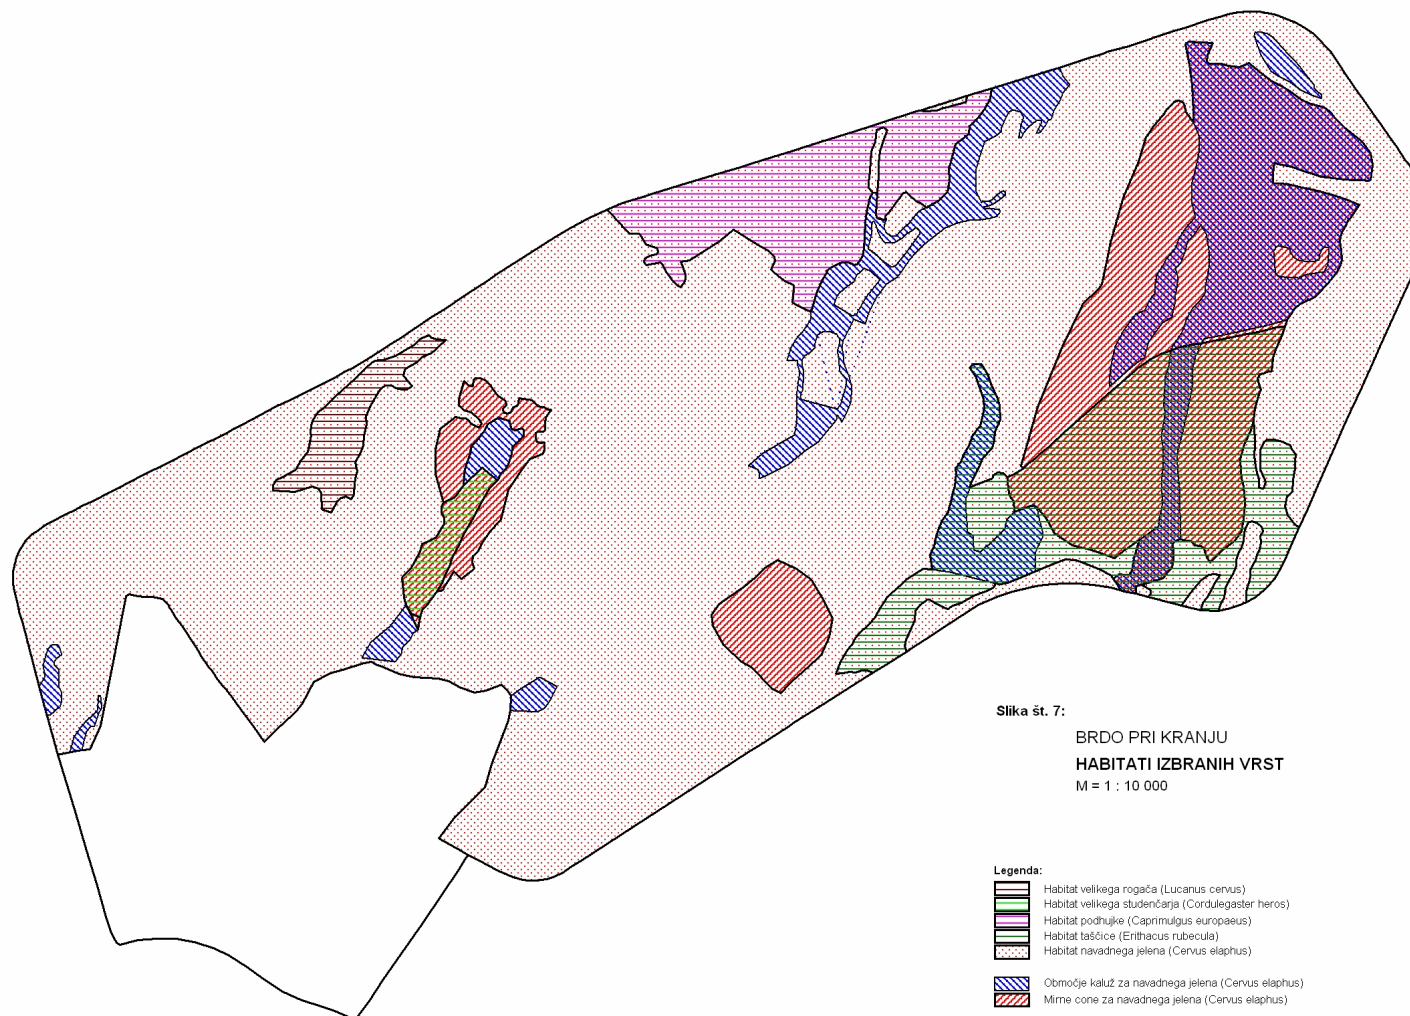 Slika št. 7:
BRDO PRI KRANJU
HABITATI IZBRANIH VRST
M = 1 : 10 000
Legenda:
Habitat velikega rogača (Lucanus cervus)
Habitat velikega studenčarja (Cordulegaster heros)
Habitat podhujke (Caprimulgus europaeus)
Habitat taščice (Erithacus rubecula)
Habitat navadnega jelena (Cervus elaphus)
Območje kaluž za navadnega jelena (Cervus elaphus)
Mirne cone za navadnega jelena (Cervus elaphus)